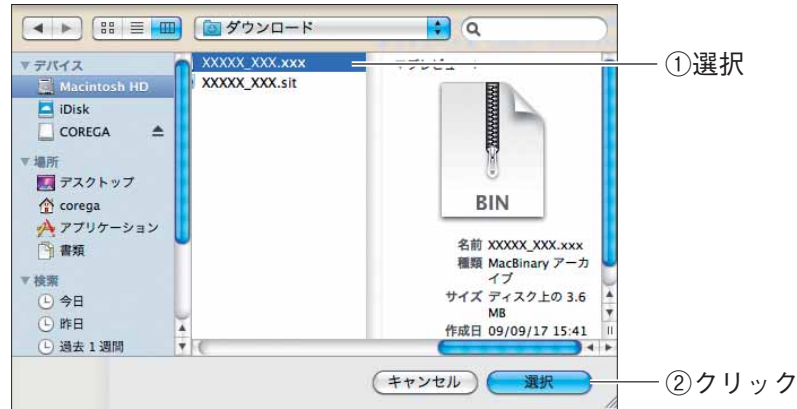 ダウンロード
デバイス
Macintosh HD
iDisk
COREGA
場所
デスクトップ
corega
アプリケーション
書類
検索
今日
昨日
過去 1 週間
XXXXX_XXX.xxx
XXXXX_XXX.sit
プレビュー
BIN
名前 XXXXX_XXX.xxx
種類 MacBinary アーカ
イブ
サイズ ディスク上の 3.6
MB
作成日 09/09/17 15:41
キャンセル
選択
①選択
②クリック